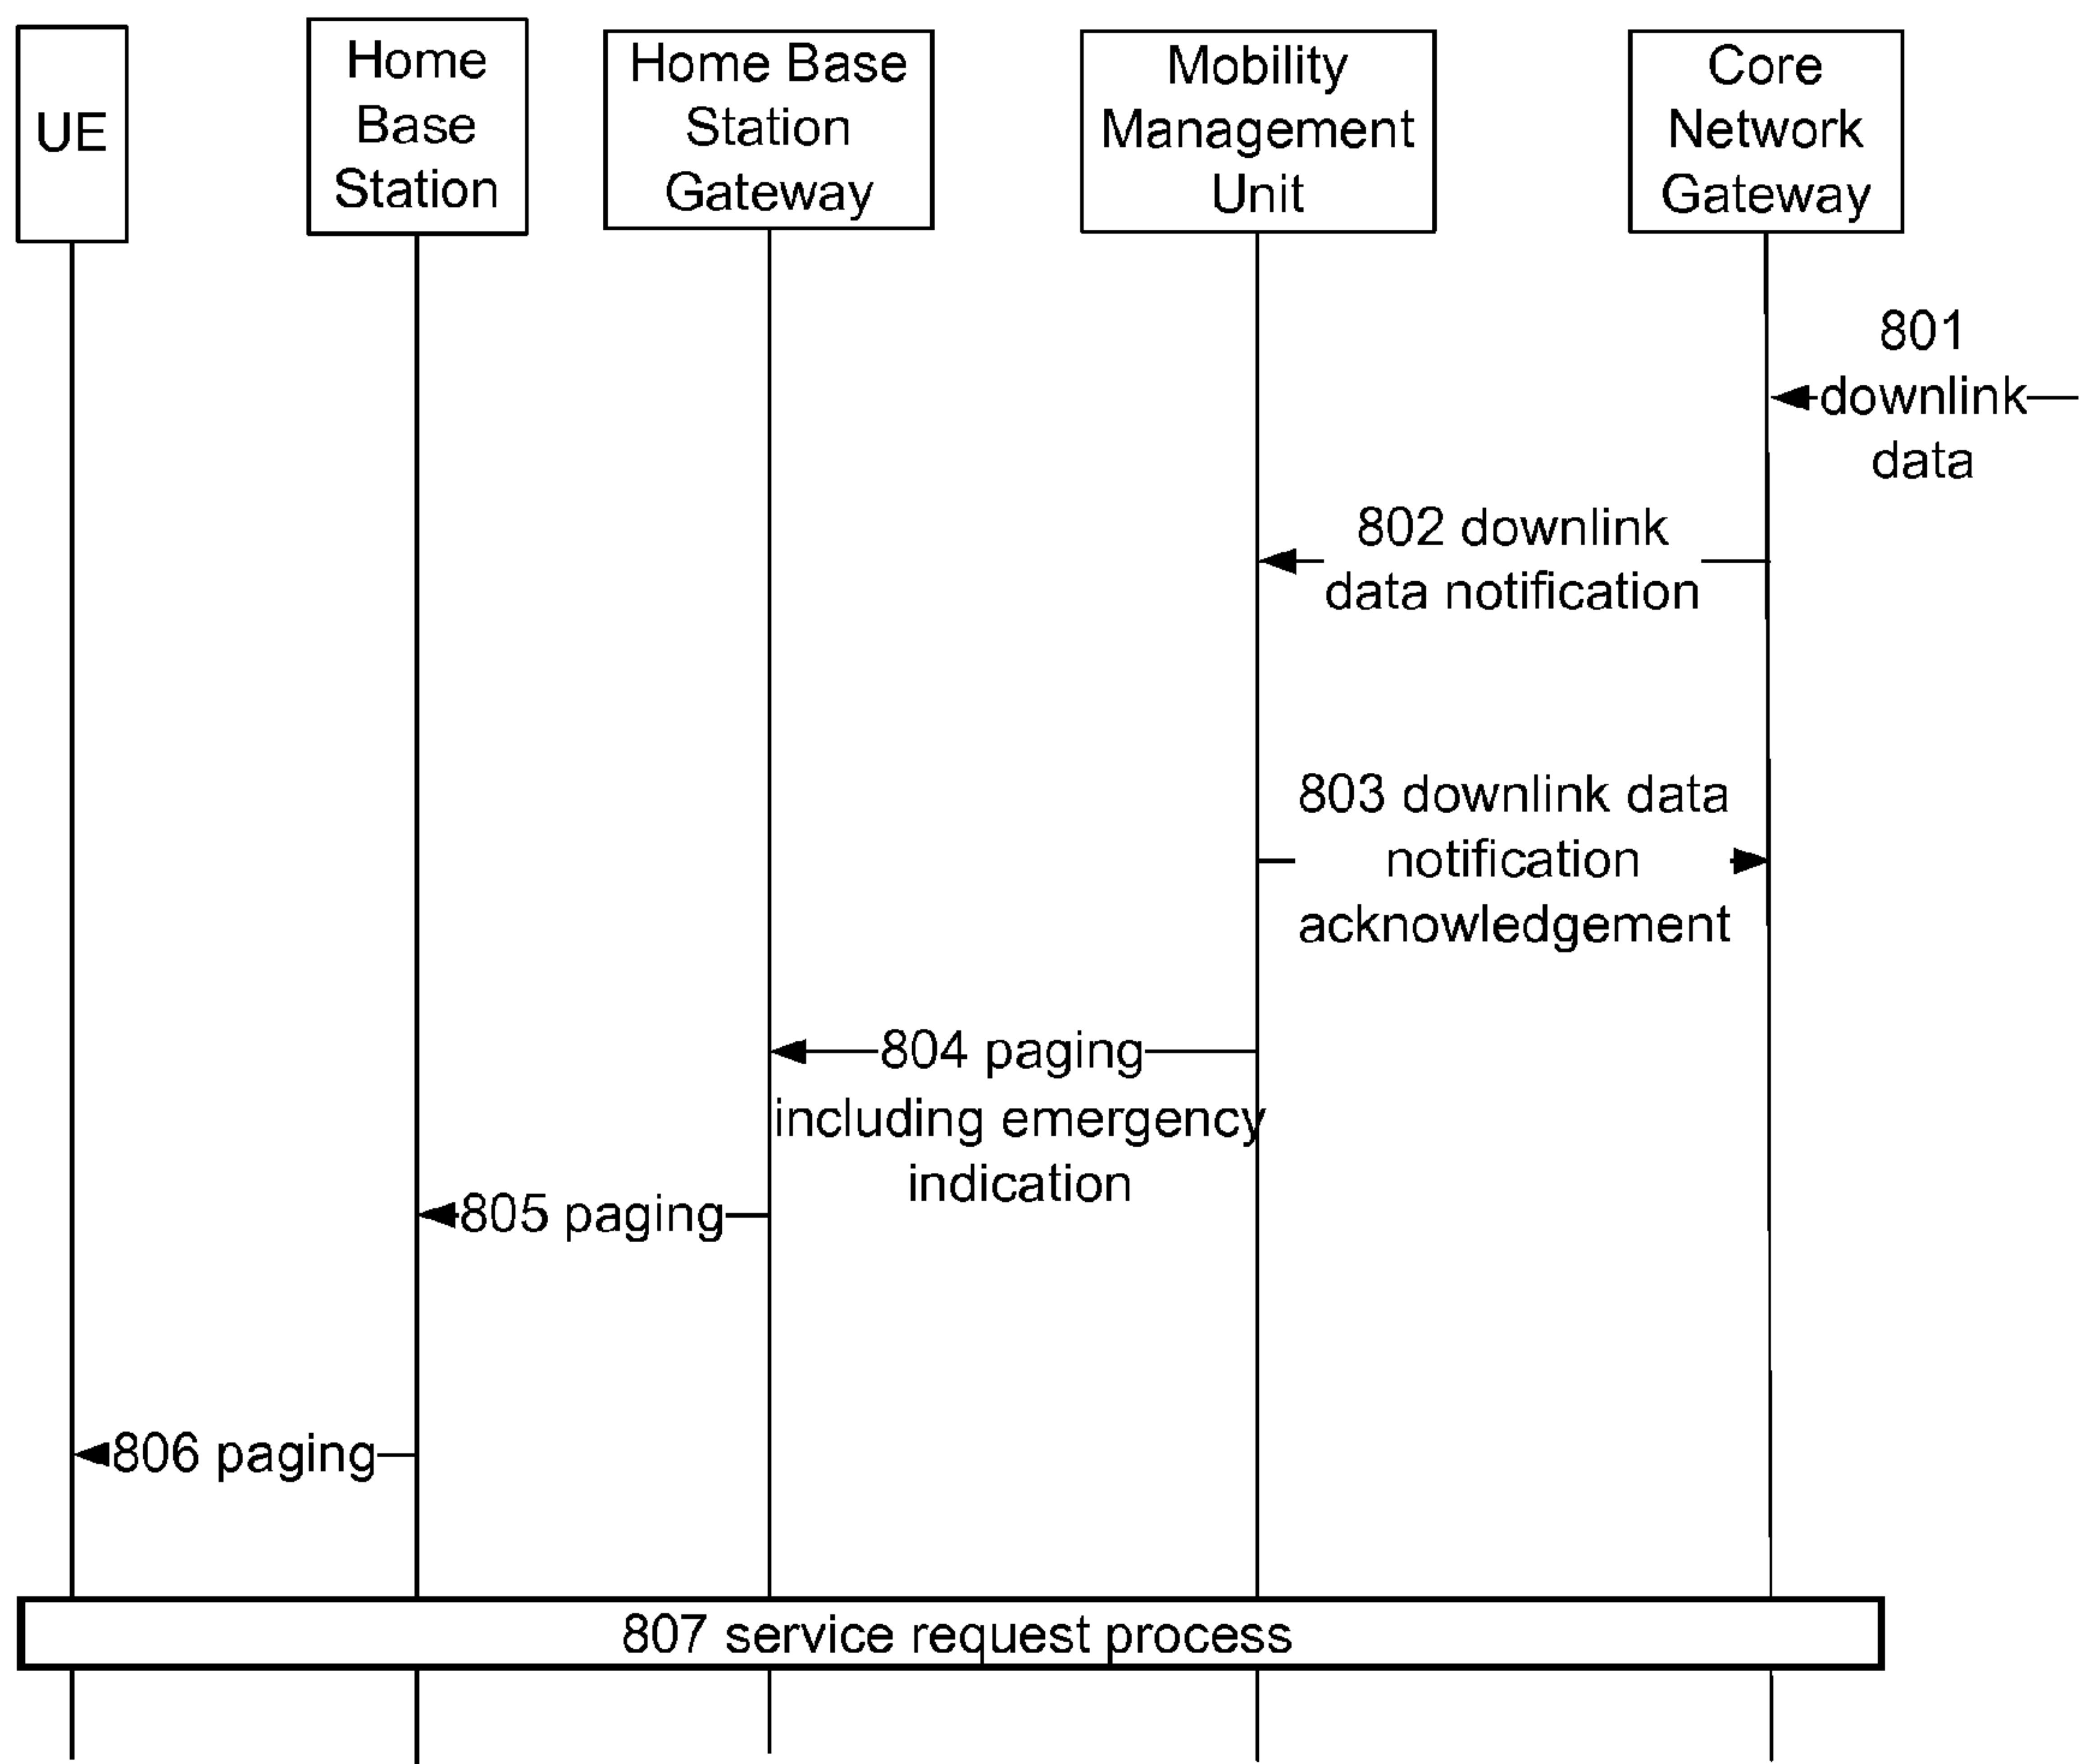 UE
Home
Base
Station
Home Base
Station
Gateway
Mobility
Management
Unit
Core
Network
Gateway
801
downlink
data
802 downlink
data notification
803 downlink data
notification
acknowledgement
804 paging
including emergency
indication
805 paging
806 paging
807 service request process